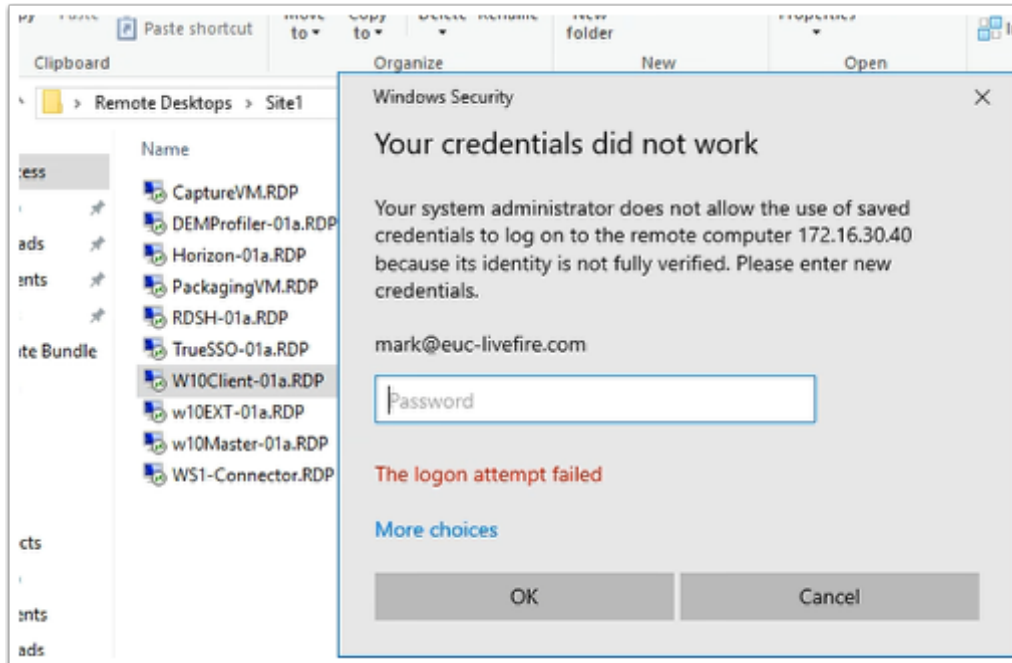 Paste shortcut
to
to
folder
Clipboard
Organize
New
Open
Remote Desktops > Site1
Name
CaptureVM.RDP
DEMProfiler-01a.RDP
Horizon-01a.RDP
PackagingVM.RDP
RDSH-01a.RDP
TrueSSO-01a.RDP
W10Client-01a.RDP
w10EXT-01a.RDP
w10Master-01a.RDP
WS1-Connector.RDP
cess
ads
ents
te Bundle
cts
ents
ads
Windows Security
Your credentials did not work
Your system administrator does not allow the use of saved
credentials to log on to the remote computer 172.16.30.40
because its identity is not fully verified. Please enter new
credentials.
mark@euc-livefire.com
Password
The logon attempt failed
More choices
OK
Cancel